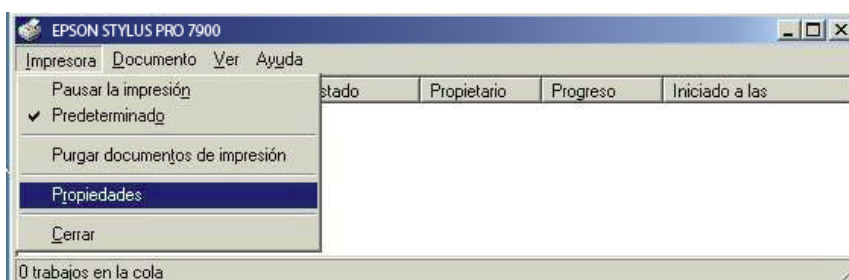 EPSON STYLUS PRO 7900
Impresora Documento Ver Ayuda
stado Propietario Progreso Iniciado a las
Pausar la impresión
Predeterminado
Purgar documentos de impresión
Propiedades
Cerrar
0 trabajos en la cola